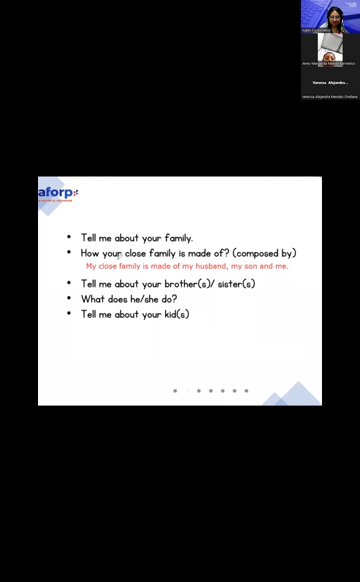 aforp
Tell me about your family.
How your close family is made of? (composed by)
My close family is made of my husband, my son and me.
Tell me about your brother(s)/ sister(s)
What does he/she do?
Tell me about your kid(s)
Vanessa Alejandra...